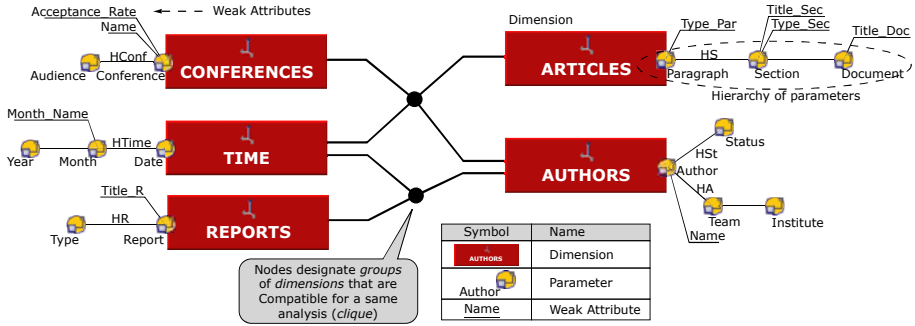 Acceptance_Rate
Weak Attributes
Name
HConf
Audience
Conference
CONFERENCES
Month_Name
HTime
Year
Month
Date
TIME
Title_R
HR
Type
Report
REPORTS
Dimension
ARTICLES
Type_Par
Title_Sec
Type_Sec
Title_Doc
HS
Paragraph
Section
Document
Hierarchy of parameters
AUTHORS
Status
HSt
Author
HA
Team
Institute
Name
Nodes designate groups
of dimensions that are
Compatible for a same
analysis (clique)
Symbol
Name
AUTHORS
Dimension
Author
Parameter
Name
Weak Attribute